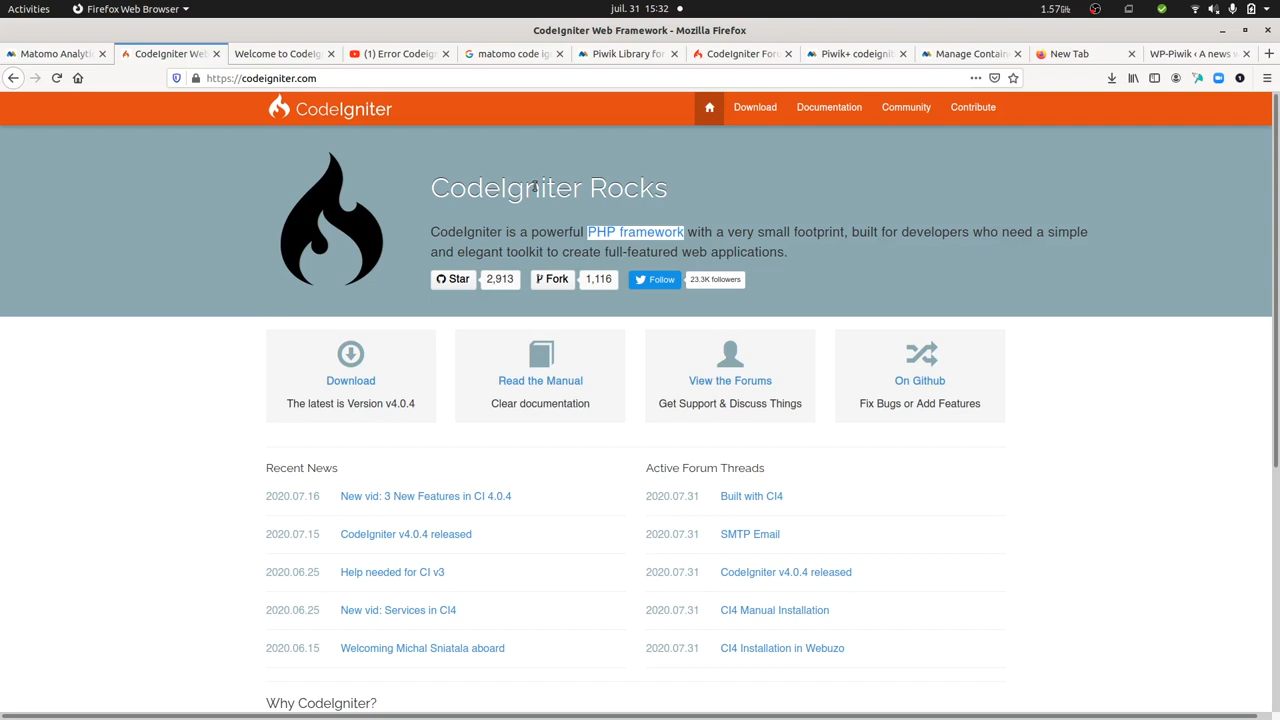 Activities
Firefox Web Browser
juil. 31 15:32
1.57GHz
CodeIgniter Web Framework - Mozilla Firefox
Matomo Analytic
CodeIgniter Web
Welcome to CodeIgn
(1) Error Codeign
matomo code ign
Piwik Library for
CodeIgniter Foru
Piwik+ codeignit
Manage Contain
New Tab
WP-Piwik ‹ A news w
https://codeigniter.com
CodeIgniter
Download
Documentation
Community
Contribute
CodeIgniter Rocks
CodeIgniter is a powerful PHP framework with a very small footprint, built for developers who need a simple
and elegant toolkit to create full-featured web applications.
Star 2,913
Fork 1,116
Follow 23.3K followers
Download
The latest is Version v4.0.4
Read the Manual
Clear documentation
View the Forums
Get Support & Discuss Things
On Github
Fix Bugs or Add Features
Recent News
2020.07.16 New vid: 3 New Features in CI 4.0.4
2020.07.15 CodeIgniter v4.0.4 released
2020.06.25 Help needed for CI v3
2020.06.25 New vid: Services in CI4
2020.06.15 Welcoming Michal Sniatala aboard
Active Forum Threads
2020.07.31 Built with CI4
2020.07.31 SMTP Email
2020.07.31 CodeIgniter v4.0.4 released
2020.07.31 CI4 Manual Installation
2020.07.31 CI4 Installation in Webuzo
Why CodeIgniter?